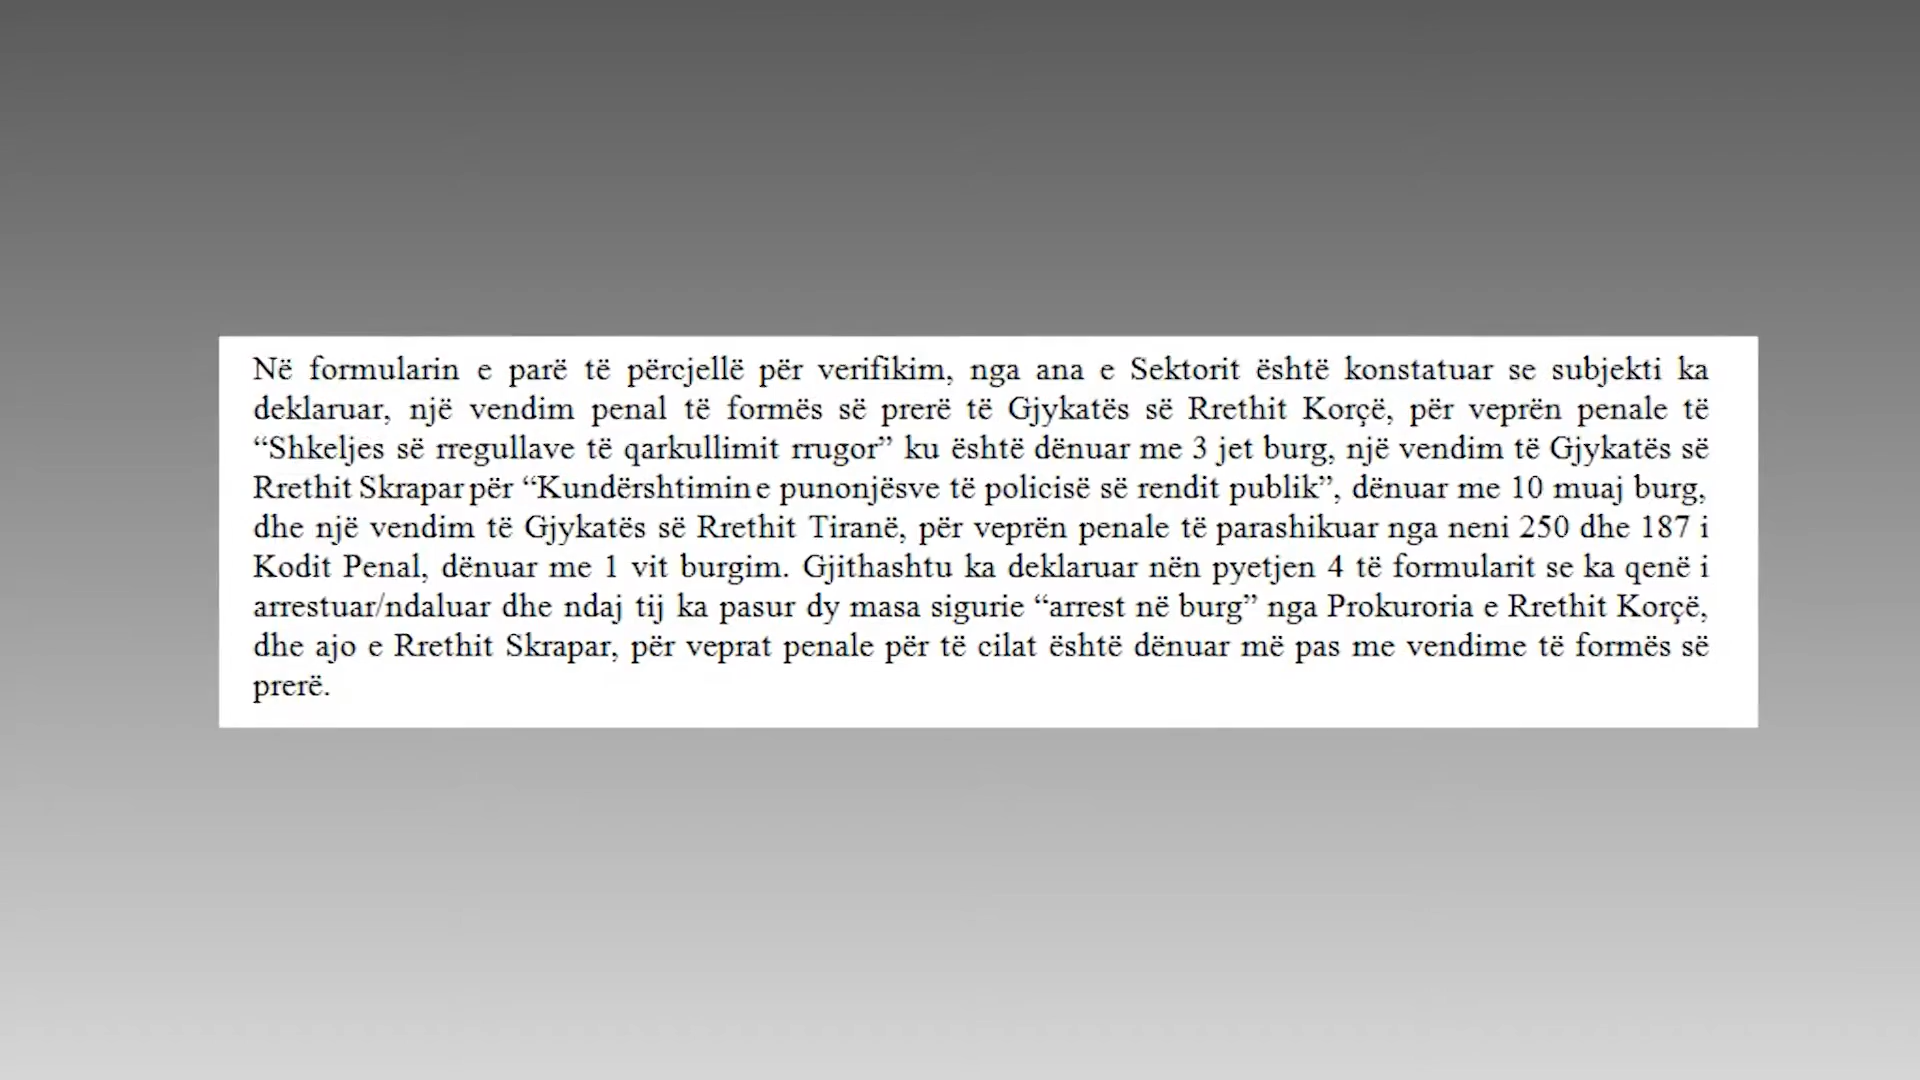 Në formularin e parë të përcjellë për verifikim, nga ana e Sektorit është konstatuar se subjekti ka
deklaruar, një vendim penal të formës së prerë të Gjykatës së Rrethit Korçë, për veprën penale të
“Shkeljes së rregullave të qarkullimit rrugor” ku është dënuar me 3 jet burg, një vendim të Gjykatës së
Rrethit Skrapar për “Kundërshtimin e punonjësve të policisë së rendit publik”, dënuar me 10 muaj burg,
dhe një vendim të Gjykatës së Rrethit Tiranë, për veprën penale të parashikuar nga neni 250 dhe 187 i
Kodit Penal, dënuar me 1 vit burgim. Gjithashtu ka deklaruar nën pyetjen 4 të formularit se ka qenë i
arrestuar/ndaluar dhe ndaj tij ka pasur dy masa sigurie “arrest në burg” nga Prokuroria e Rrethit Korçë,
dhe ajo e Rrethit Skrapar, për veprat penale për të cilat është dënuar më pas me vendime të formës së
prerë.